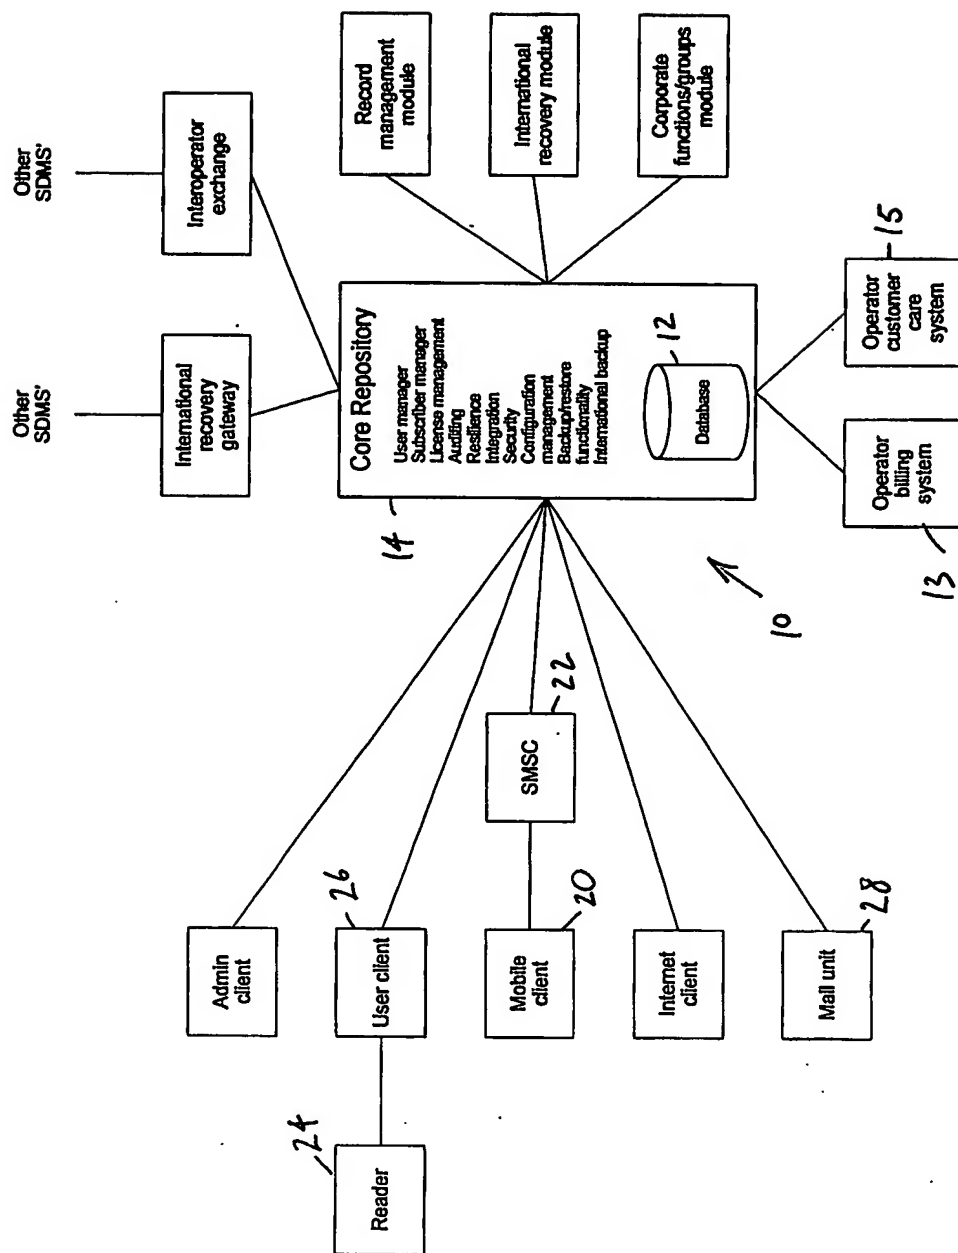 Other
SDMS'
Other
SDMS'
International
recovery
gateway
Interoperator
exchange
Admin
client
Core Repository
14
User manager
Subscriber manager
License management
Auditing
Resilience
Integration
Security
Configuration
management
Backup/restore
functionality
International backup
Database
12
Record
management
module
International
recovery module
Corporate
functions/groups
module
Reader
24
User client
26
Mobile
client
20
SMSC
22
Internet
client
Mail unit
28
10
Operator
billing
system
13
Operator
customer
care
system
15